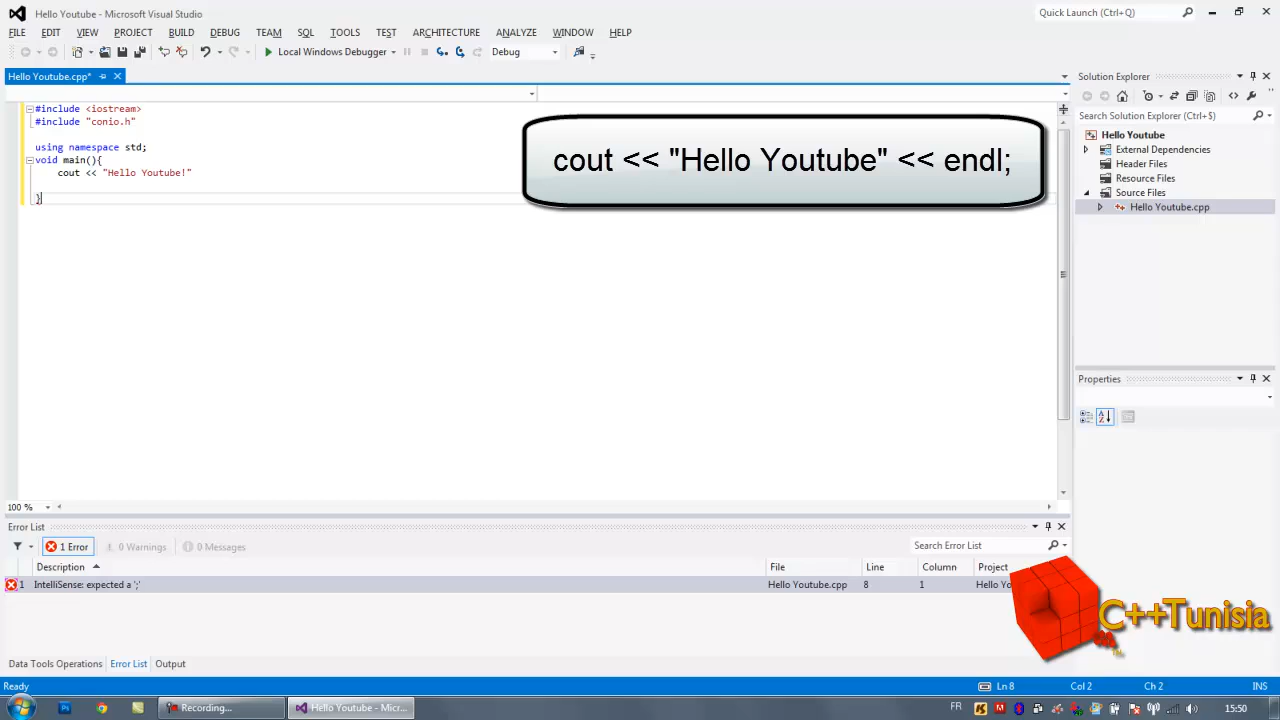 Hello Youtube - Microsoft Visual Studio
Quick Launch (Ctrl+Q)
FILE EDIT VIEW PROJECT BUILD DEBUG TEAM SQL TOOLS TEST ARCHITECTURE ANALYZE WINDOW HELP
Local Windows Debugger Debug
Hello Youtube.cpp*
#include <iostream>
#include "conio.h"
using namespace std;
void main(){
cout << "Hello Youtube!"
}
cout << "Hello Youtube" << endl;
Solution Explorer
Search Solution Explorer (Ctrl+$)
Hello Youtube
External Dependencies
Header Files
Resource Files
Source Files
Hello Youtube.cpp
Properties
100 %
Error List
1 Error 0 Warnings 0 Messages
Search Error List
Description File Line Column Project
1 IntelliSense: expected a ';' Hello Youtube.cpp 8 1 Hello Yo
C++Tunisia
Data Tools Operations Error List Output
Ready Ln 8 Col 2 Ch 2 INS
Recording... Hello Youtube - Micr... FR 15:50